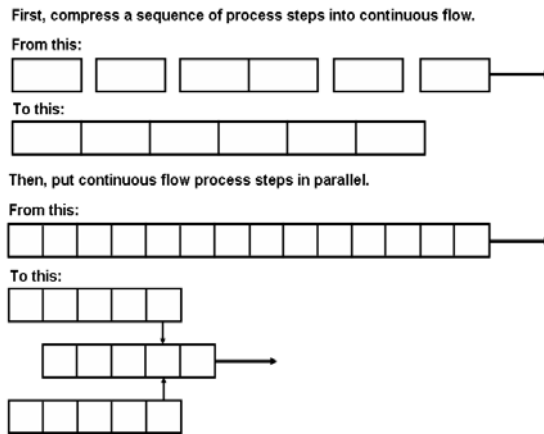 First, compress a sequence of process steps into continuous flow.
From this:
To this:
Then, put continuous flow process steps in parallel.
From this:
To this: